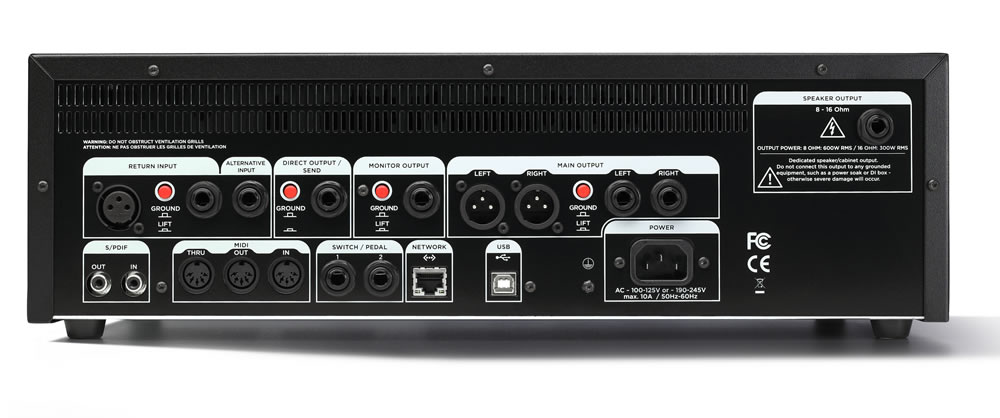 SPEAKER OUTPUT
8 - 16 Ohm
OUTPUT POWER: 8 OHM: 600W RMS / 16 OHM: 300W RMS
Dedicated speaker/cabinet output.
Do not connect this output to any grounded
equipment, such as a power soak or DI box -
otherwise severe damage will occur.
WARNING: DO NOT OBSTRUCT VENTILATION GRILLS
ATTENTION: NE PAS OBSTRUER LES GRILLES DE VENTILATION
RETURN INPUT
GROUND
LIFT
ALTERNATIVE
INPUT
DIRECT OUTPUT /
SEND
GROUND
LIFT
MONITOR OUTPUT
GROUND
LIFT
MAIN OUTPUT
LEFT
RIGHT
GROUND
LIFT
LEFT
RIGHT
S/PDIF
OUT
IN
MIDI
THRU
OUT
IN
SWITCH / PEDAL
1
2
NETWORK
USB
POWER
AC - 100-125V or - 190-245V
max. 10A / 50Hz-60Hz
FC
CE